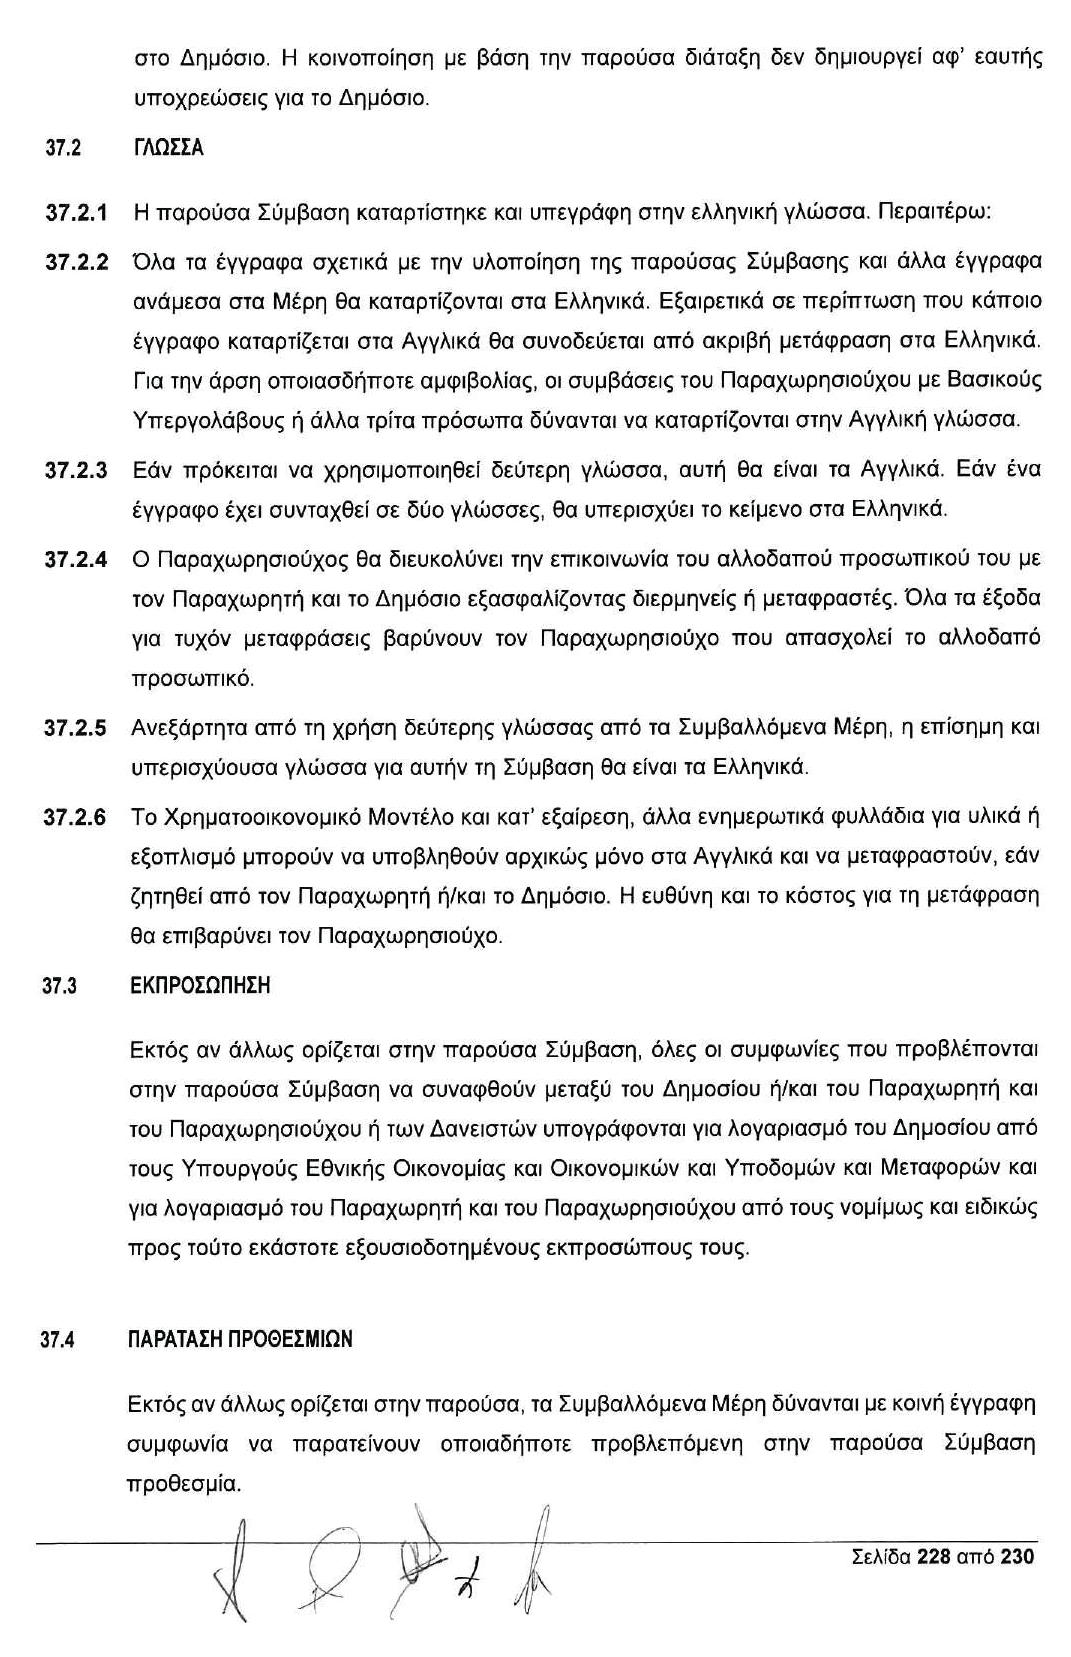 στο Δημόσιο. Η κοινοποίηση με βάση την παρούσα διάταξη δεν δημιουργεί αφ’ εαυτής
υποχρεώσεις για το Δημόσιο.
37.2 ΓΛΩΣΣΑ
37.2.1 Η παρούσα Σύμβαση καταρτίστηκε και υπεγράφη στην ελληνική γλώσσα. Περαιτέρω:
37.2.2 Όλα τα έγγραφα σχετικά με την υλοποίηση της παρούσας Σύμβασης και άλλα έγγραφα
ανάμεσα στα Μέρη θα καταρτίζονται στα Ελληνικά. Εξαιρετικά σε περίπτωση που κάποιο
έγγραφο καταρτίζεται στα Αγγλικά θα συνοδεύεται από ακριβή μετάφραση στα Ελληνικά.
Για την άρση οποιασδήποτε αμφιβολίας, οι συμβάσεις του Παραχωρησιούχου με Βασικούς
Υπεργολάβους ή άλλα τρίτα πρόσωπα δύνανται να καταρτίζονται στην Αγγλική γλώσσα.
37.2.3 Εάν πρόκειται να χρησιμοποιηθεί δεύτερη γλώσσα, αυτή θα είναι τα Αγγλικά. Εάν ένα
έγγραφο έχει συνταχθεί σε δύο γλώσσες, θα υπερισχύει το κείμενο στα Ελληνικά.
37.2.4 Ο Παραχωρησιούχος θα διευκολύνει την επικοινωνία του αλλοδαπού προσωπικού του με
τον Παραχωρητή και το Δημόσιο εξασφαλίζοντας διερμηνείς ή μεταφραστές. Όλα τα έξοδα
για τυχόν μεταφράσεις βαρύνουν τον Παραχωρησιούχο που απασχολεί το αλλοδαπό
προσωπικό.
37.2.5 Ανεξάρτητα από τη χρήση δεύτερης γλώσσας από τα Συμβαλλόμενα Μέρη, η επίσημη και
υπερισχύουσα γλώσσα για αυτήν τη Σύμβαση θα είναι τα Ελληνικά.
37.2.6 Το Χρηματοοικονομικό Μοντέλο και κατ’ εξαίρεση, άλλα ενημερωτικά φυλλάδια για υλικά ή
εξοπλισμό μπορούν να υποβληθούν αρχικώς μόνο στα Αγγλικά και να μεταφραστούν, εάν
ζητηθεί από τον Παραχωρητή ή/και το Δημόσιο. Η ευθύνη και το κόστος για τη μετάφραση
θα επιβαρύνει τον Παραχωρησιούχο.
37.3 ΕΚΠΡΟΣΩΠΗΣΗ
Εκτός αν άλλως ορίζεται στην παρούσα Σύμβαση, όλες οι συμφωνίες που προβλέπονται
στην παρούσα Σύμβαση να συναφθούν μεταξύ του Δημοσίου ή/και του Παραχωρητή και
του Παραχωρησιούχου ή των Δανειστών υπογράφονται για λογαριασμό του Δημοσίου από
τους Υπουργούς Εθνικής Οικονομίας και Οικονομικών και Υποδομών και Μεταφορών και
για λογαριασμό του Παραχωρητή και του Παραχωρησιούχου από τους νομίμως και ειδικώς
προς τούτο εκάστοτε εξουσιοδοτημένους εκπροσώπους τους.
37.4 ΠΑΡΑΤΑΣΗ ΠΡΟΘΕΣΜΙΩΝ
Εκτός αν άλλως ορίζεται στην παρούσα, τα Συμβαλλόμενα Μέρη δύνανται με κοινή έγγραφη
συμφωνία να παρατείνουν οποιαδήποτε προβλεπόμενη στην παρούσα Σύμβαση
προθεσμία.
Σελίδα 228 από 230